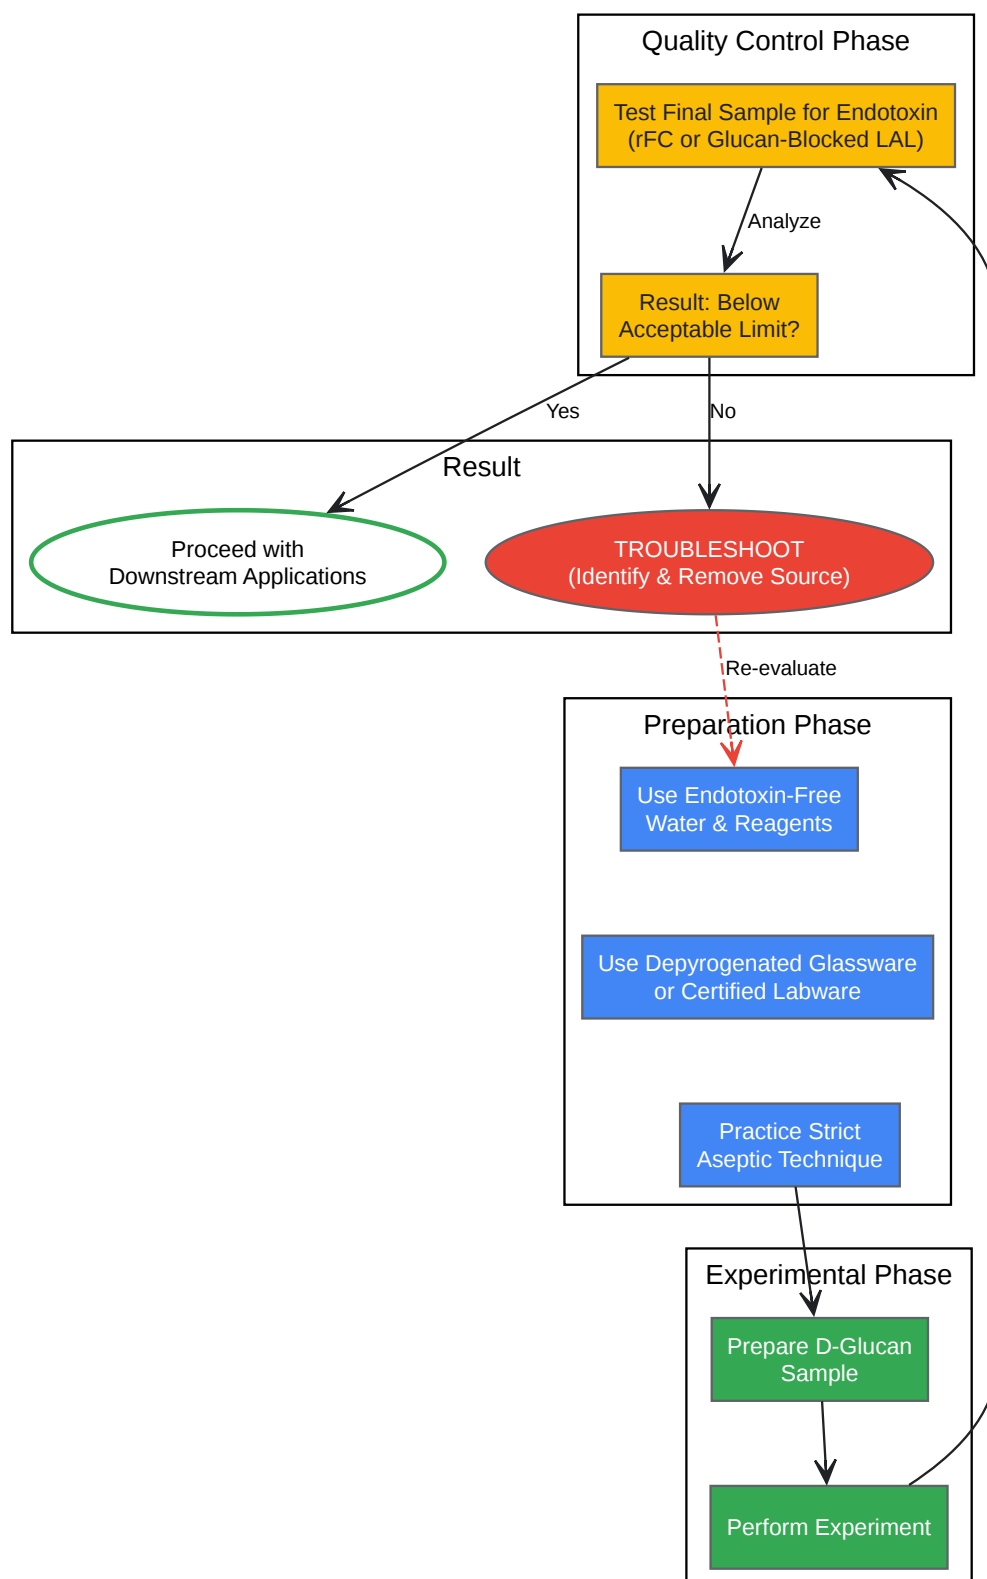 Quality Control Phase
Test Final Sample for Endotoxin
(rFC or Glucan-Blocked LAL)
Analyze
Result: Below
Acceptable Limit?
Yes
No
Result
Proceed with
Downstream Applications
TROUBLESHOOT
(Identify & Remove Source)
Re-evaluate
Preparation Phase
Use Endotoxin-Free
Water & Reagents
Use Depyrogenated Glassware
or Certified Labware
Practice Strict
Aseptic Technique
Experimental Phase
Prepare D-Glucan
Sample
Perform Experiment